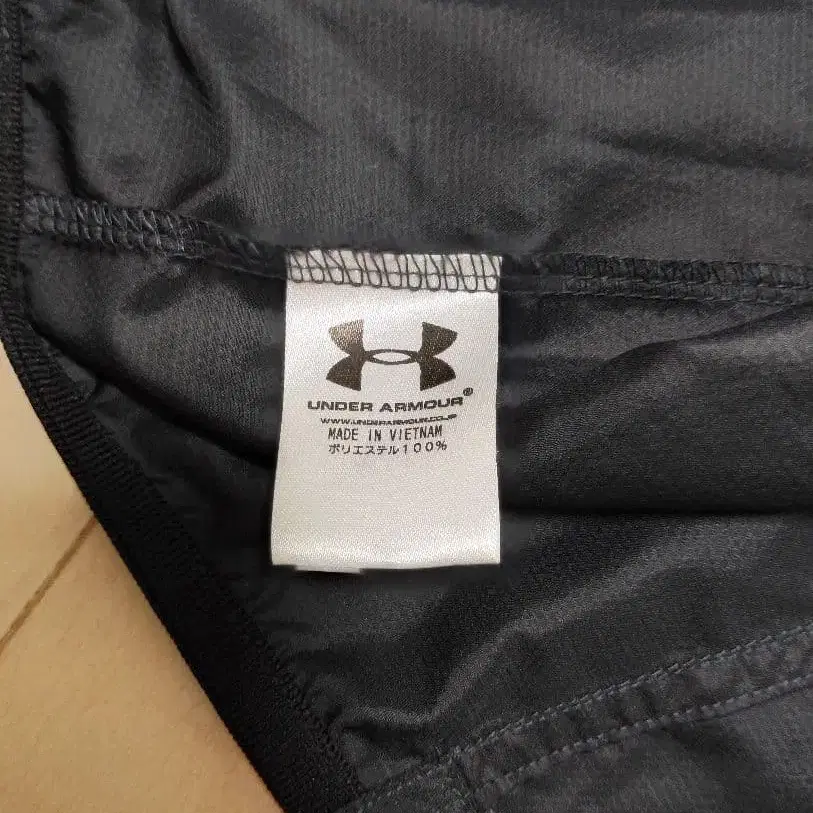 UNDER ARMOUR®
WWW.UNDERARMOUR.CO.JP
MADE IN VIETNAM
ポリエステル100%